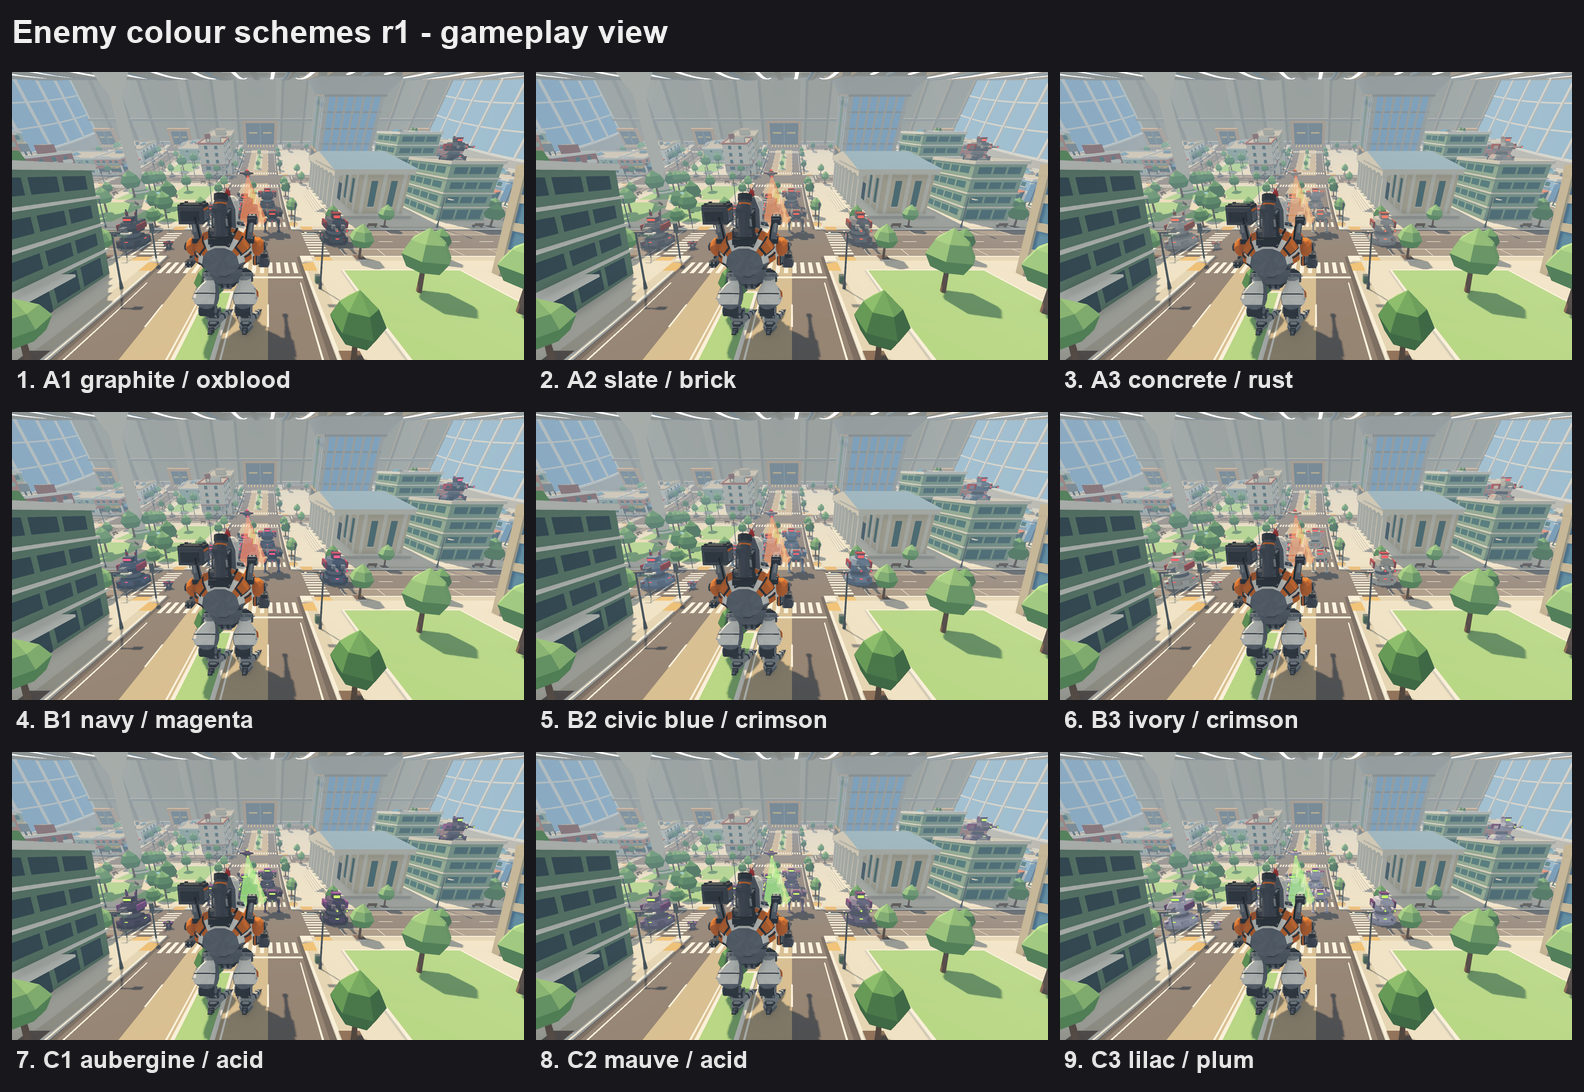 Enemy colour schemes r1 - gameplay view
1. A1 graphite / oxblood
2. A2 slate / brick
3. A3 concrete / rust
4. B1 navy / magenta
5. B2 civic blue / crimson
6. B3 ivory / crimson
7. C1 aubergine / acid
8. C2 mauve / acid
9. C3 lilac / plum